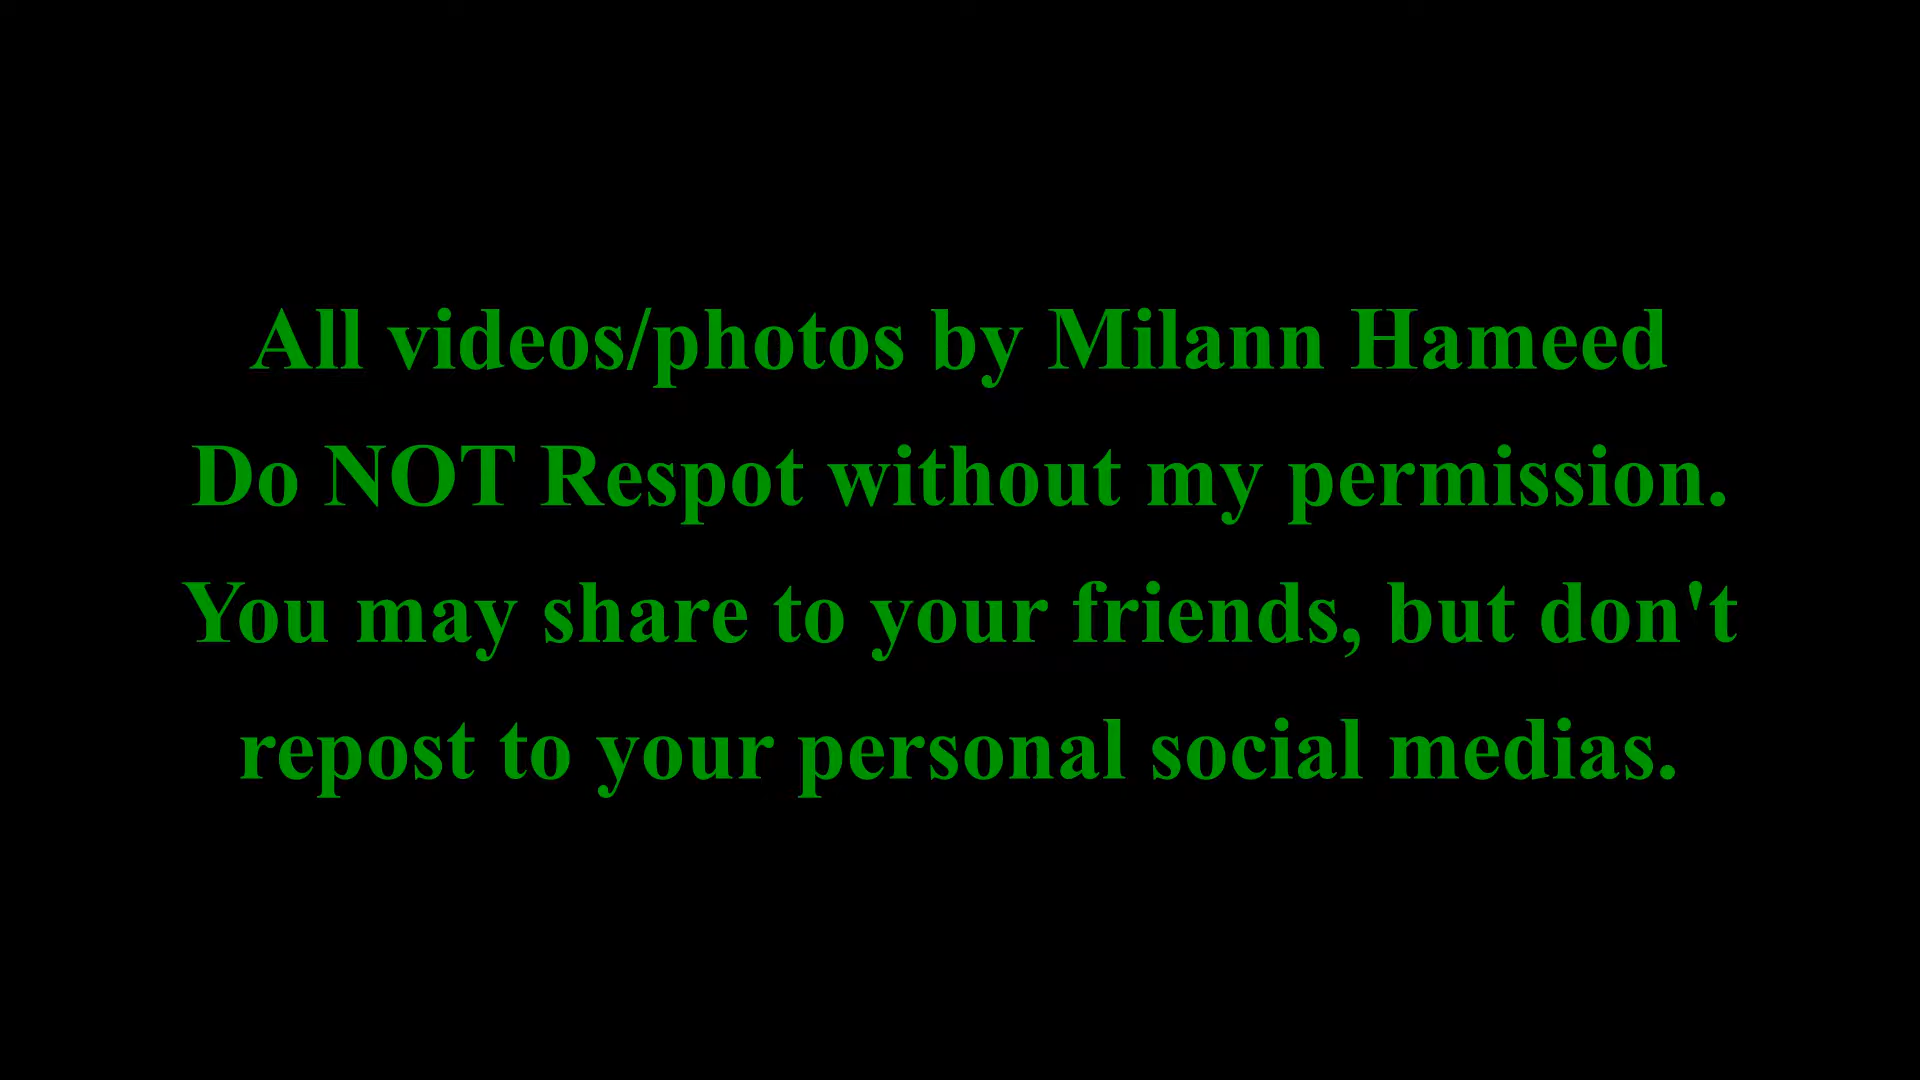 All videos/photos by Milann Hameed
Do NOT Respot without my permission.
You may share to your friends, but don't
repost to your personal social medias.